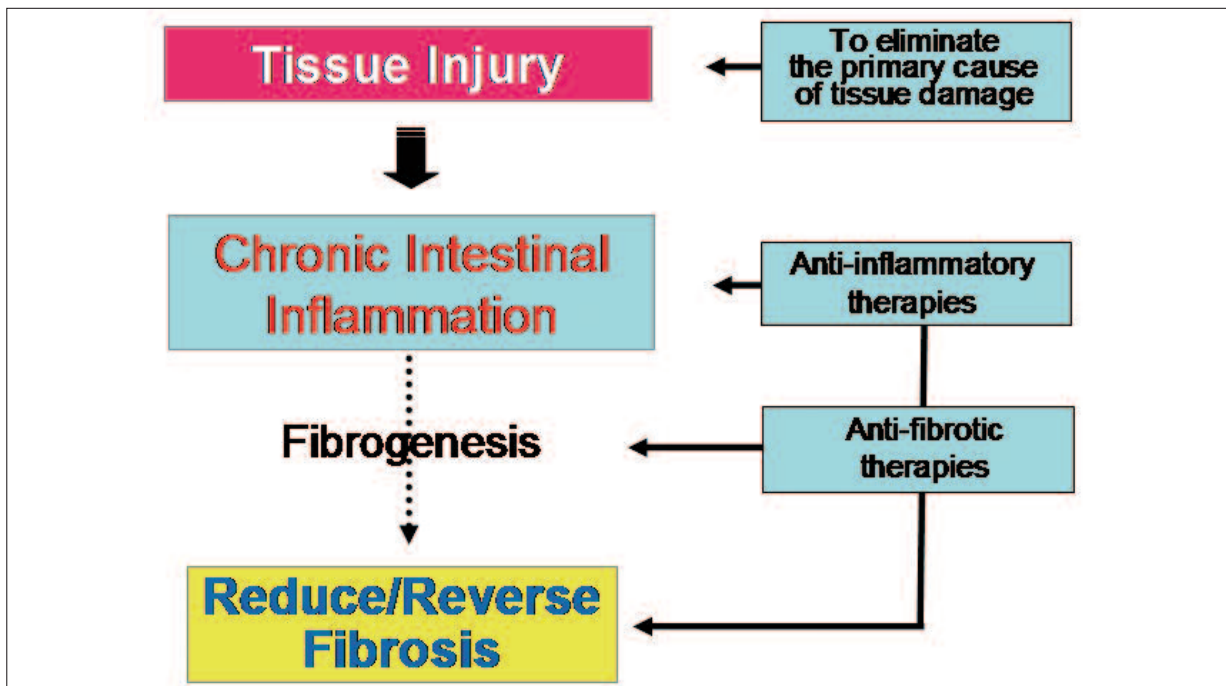 Tissue Injury
To eliminate
the primary cause
of tissue damage
Chronic Intestinal
Inflammation
Anti-inflammatory
therapies
Fibrogenesis
Anti-fibrotic
therapies
Reduce/Reverse
Fibrosis